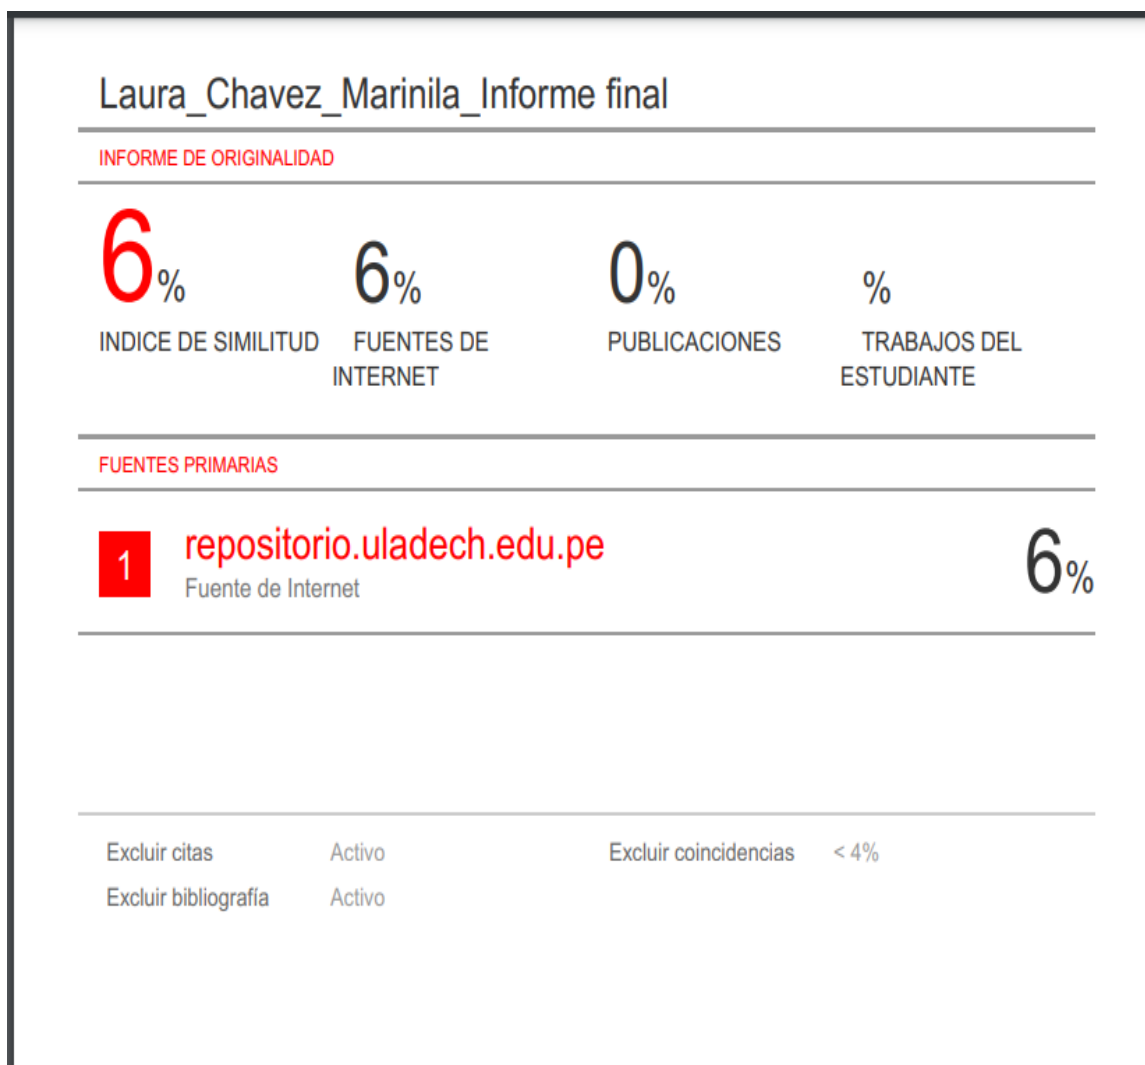 Laura_Chavez_Marinila_Informe final
INFORME DE ORIGINALIDAD
6% 6% 0% %
INDICE DE SIMILITUD FUENTES DE INTERNET PUBLICACIONES TRABAJOS DEL ESTUDIANTE
FUENTES PRIMARIAS
1 repositorio.uladech.edu.pe 6%
Fuente de Internet
Excluir citas Activo Excluir coincidencias < 4%
Excluir bibliografía Activo